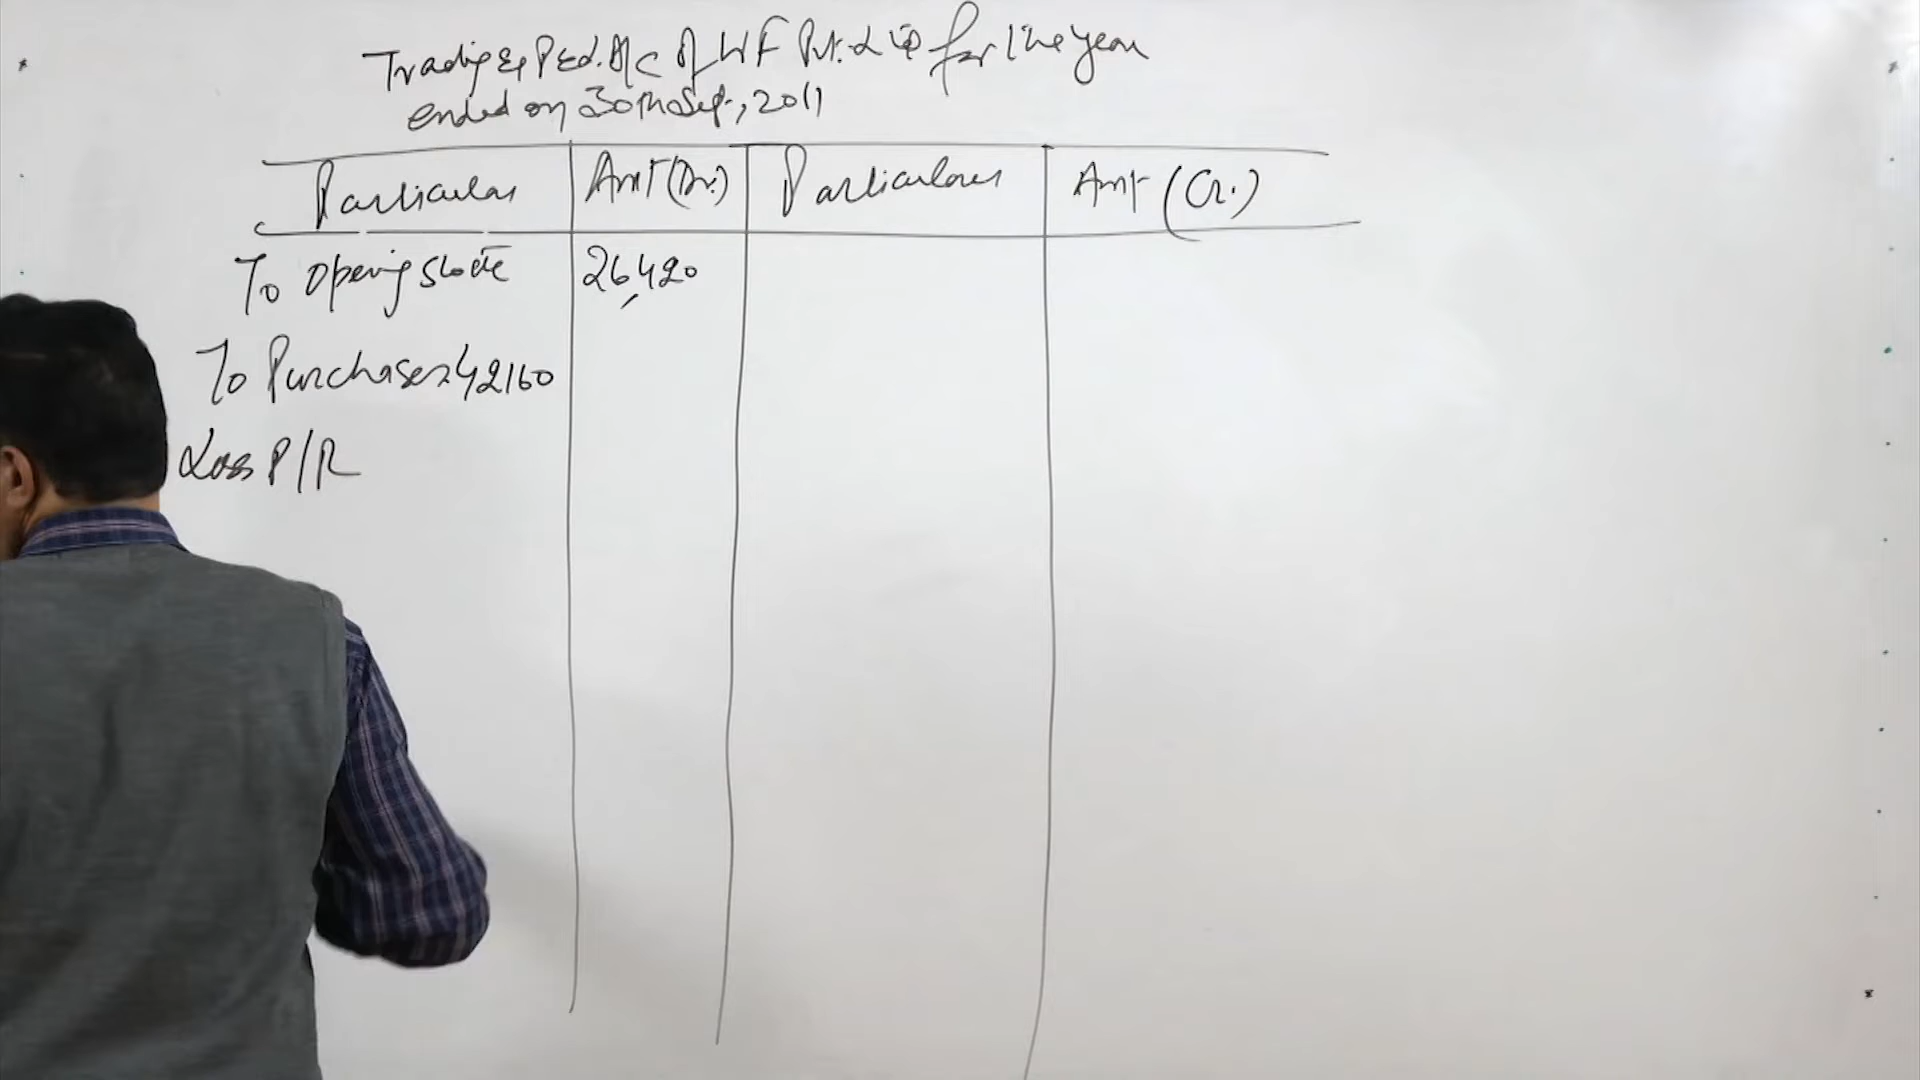 Trading & P&L A/c of WF Pvt. Ltd for the year
ended on 30th Sep., 2011
Particulars Amt (Dr.) Particulars Amt (Cr.)
To Opening Stock 26,420
To Purchases 242160
Less P/R